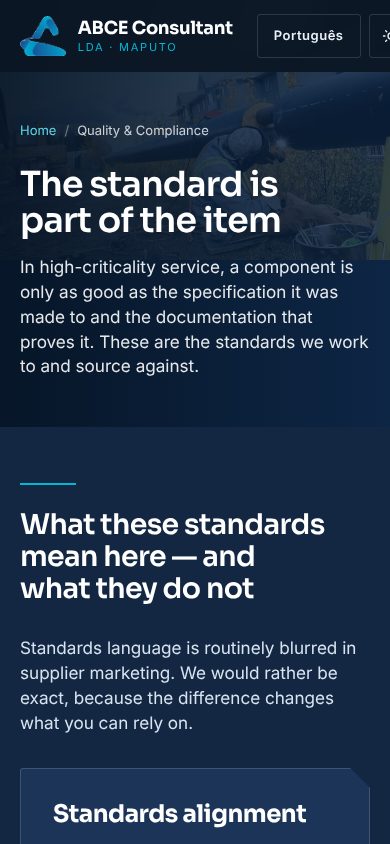 ABCE Consultant
LDA · MAPUTO
Português
Home / Quality & Compliance
The standard is
part of the item
In high-criticality service, a component is
only as good as the specification it was
made to and the documentation that
proves it. These are the standards we work
to and source against.
What these standards
mean here — and
what they do not
Standards language is routinely blurred in
supplier marketing. We would rather be
exact, because the difference changes
what you can rely on.
Standards alignment